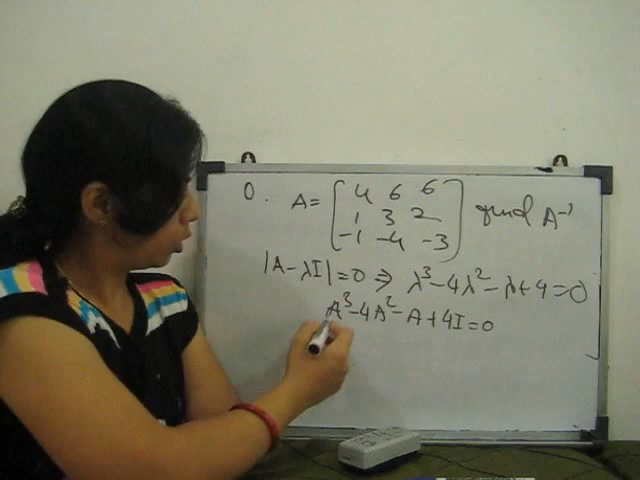 Q. A = [4 6 6
1 3 2
-1 -4 -3] find A⁻¹
|A - λI| = 0 ⇒ λ³ - 4λ² - λ + 4 = 0
A³ - 4A² - A + 4I = 0